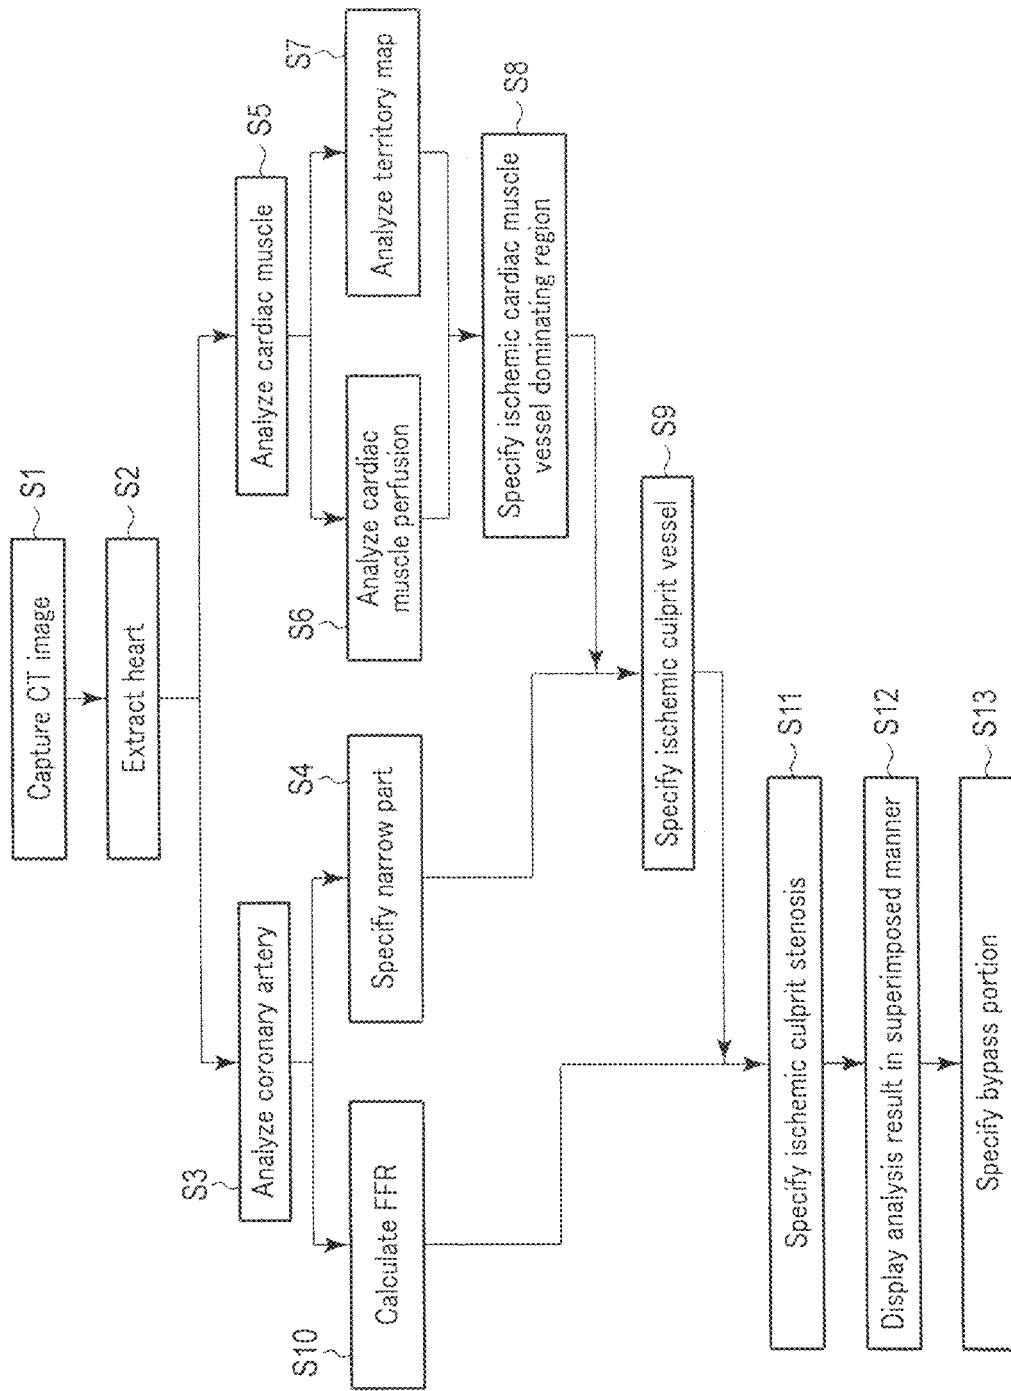 Capture CT image
S1
Extract heart
S2
S3
Analyze coronary artery
Analyze cardiac muscle
S5
S10
Calculate FFR
Specify narrow part
S4
S6
Analyze cardiac
muscle perfusion
Analyze territory map
S7
Specify ischemic cardiac muscle
vessel dominating region
S8
Specify ischemic culprit vessel
S9
Specify ischemic culprit stenosis
S11
Display analysis result in superimposed manner
S12
Specify bypass portion
S13